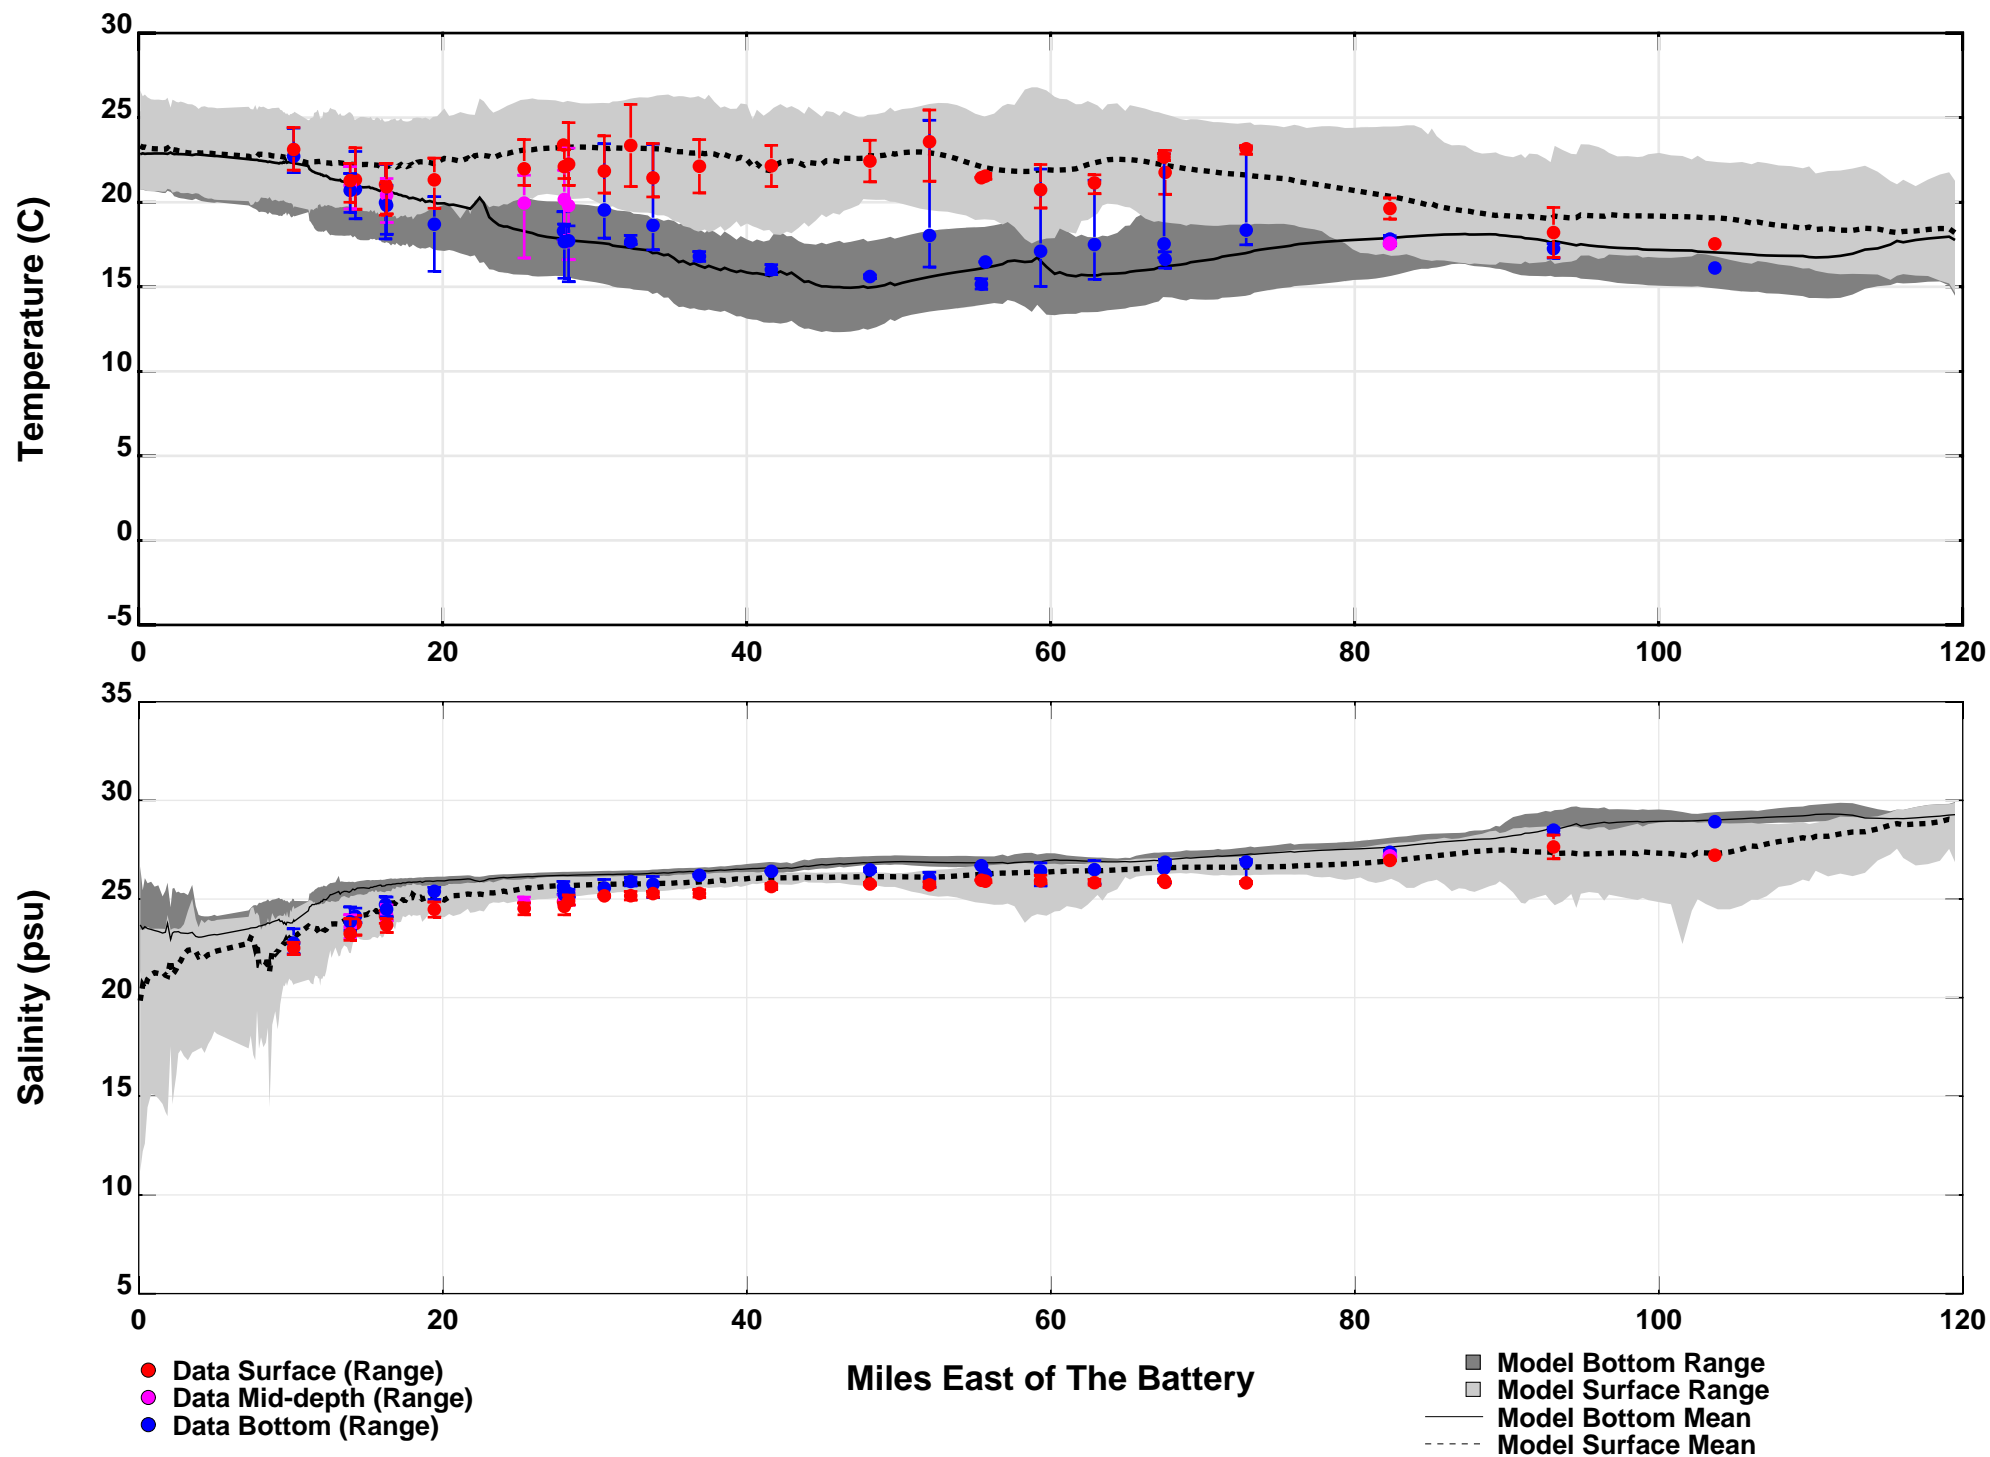 30
25
20
15
10
5
0
-5
Temperature (C)
0 20 40 60 80 100 120
35
30
25
20
15
10
5
Salinity (psu)
0 20 40 60 80 100 120
Miles East of The Battery
Data Surface (Range)
Data Mid-depth (Range)
Data Bottom (Range)
Model Bottom Range
Model Surface Range
Model Bottom Mean
Model Surface Mean